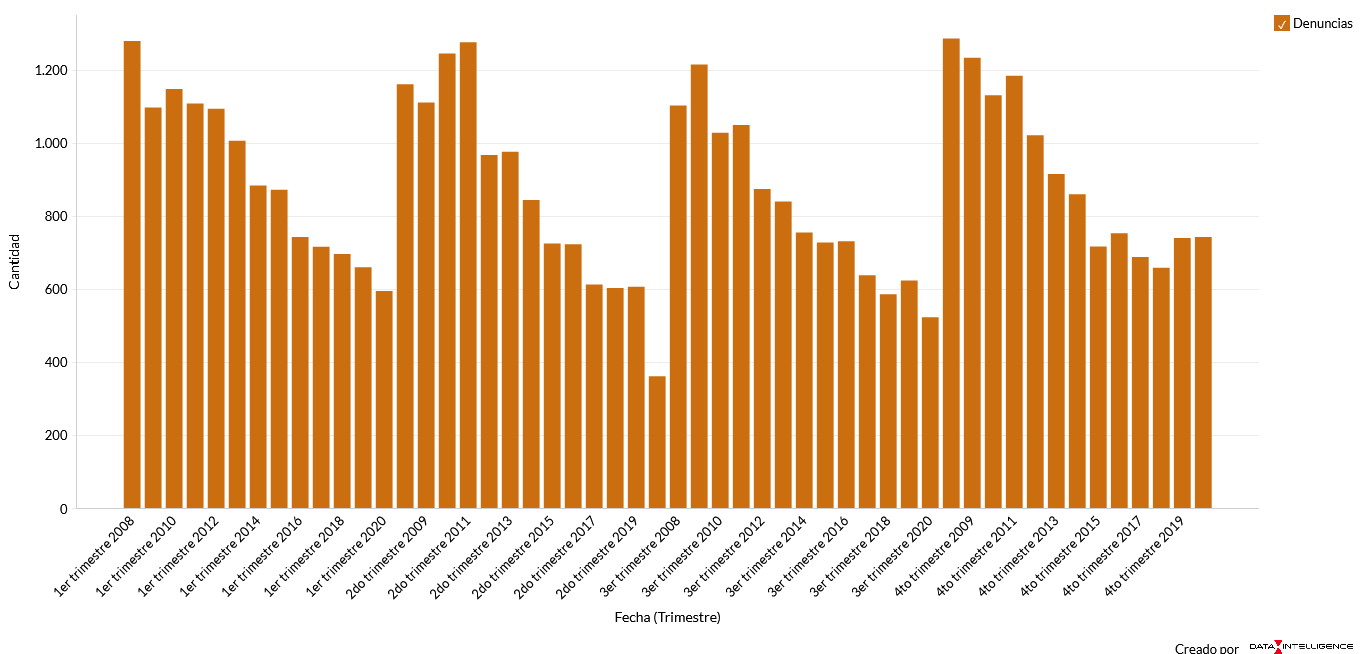 Denuncias
Cantidad
1.200
1.000
800
600
400
200
0
1er trimestre 2008
1er trimestre 2010
1er trimestre 2012
1er trimestre 2014
1er trimestre 2016
1er trimestre 2018
1er trimestre 2020
2do trimestre 2009
2do trimestre 2011
2do trimestre 2013
2do trimestre 2015
2do trimestre 2017
2do trimestre 2019
3er trimestre 2008
3er trimestre 2010
3er trimestre 2012
3er trimestre 2014
3er trimestre 2016
3er trimestre 2018
3er trimestre 2020
4to trimestre 2009
4to trimestre 2011
4to trimestre 2013
4to trimestre 2015
4to trimestre 2017
4to trimestre 2019
Fecha (Trimestre)
Creado por DATA INTELLIGENCE